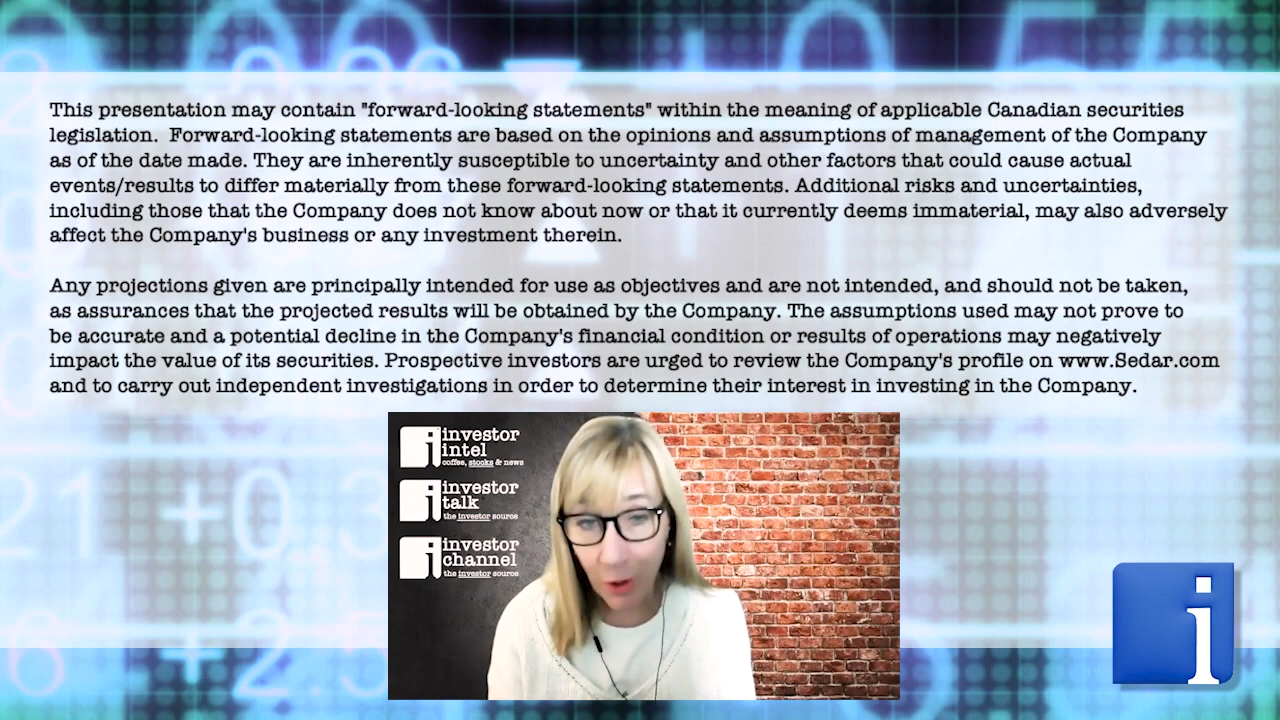 This presentation may contain "forward-looking statements" within the meaning of applicable Canadian securities
legislation.  Forward-looking statements are based on the opinions and assumptions of management of the Company
as of the date made. They are inherently susceptible to uncertainty and other factors that could cause actual
events/results to differ materially from these forward-looking statements. Additional risks and uncertainties,
including those that the Company does not know about now or that it currently deems immaterial, may also adversely
affect the Company's business or any investment therein.
Any projections given are principally intended for use as objectives and are not intended, and should not be taken,
as assurances that the projected results will be obtained by the Company. The assumptions used may not prove to
be accurate and a potential decline in the Company's financial condition or results of operations may negatively
impact the value of its securities. Prospective investors are urged to review the Company's profile on www.Sedar.com
and to carry out independent investigations in order to determine their interest in investing in the Company.
i investor
intel
coffee, stocks & news
i investor
talk
the investor source
i investor
channel
the investor source
i
21 +0.3
6 +2.5